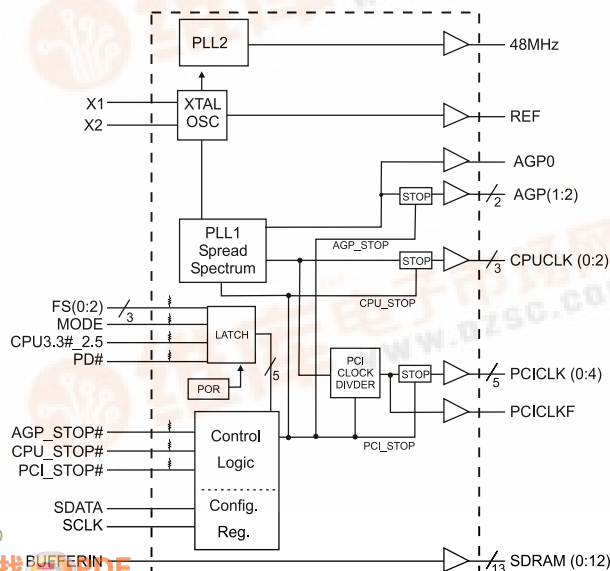 PLL2
48MHz
X1
X2
XTAL
OSC
REF
AGP0
STOP
AGP(1:2)
2
PLL1
Spread
Spectrum
AGP_STOP
STOP
CPUCLK (0:2)
3
CPU_STOP
FS(0:2)
3
MODE
CPU3.3#_2.5
PD#
LATCH
5
POR
PCI
CLOCK
DIVDER
STOP
PCICLK (0:4)
5
PCICLKF
PCI_STOP
AGP_STOP#
CPU_STOP#
PCI_STOP#
Control
Logic
SDATA
SCLK
Config.
Reg.
BUFFERIN
SDRAM (0:12)
13
WWW.DZSC.COM